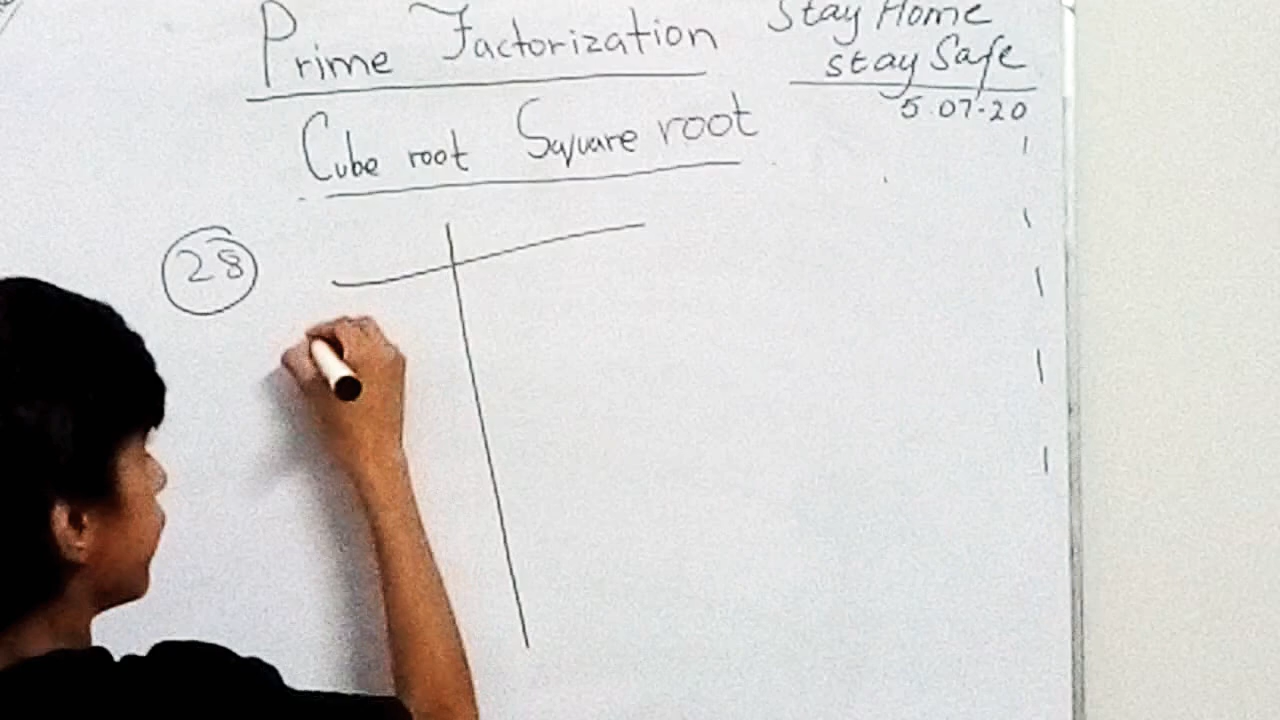 Prime Factorization
Cube root Square root
Stay Home
stay Safe
5.07-20
28